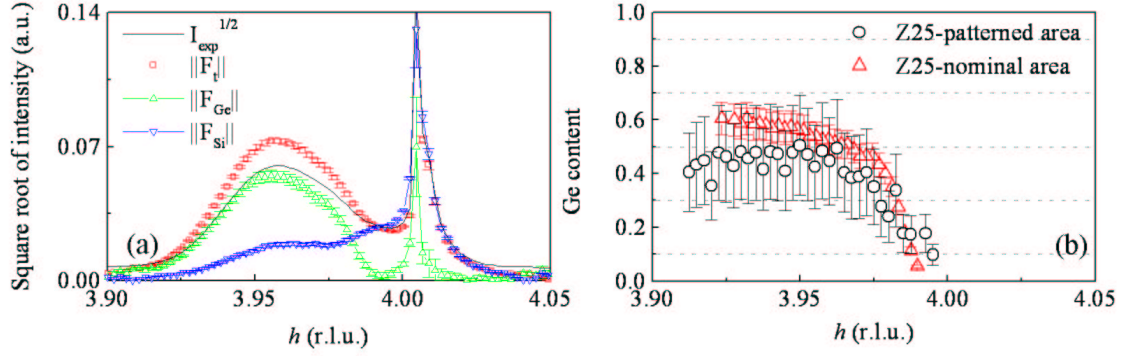 Square root of intensity (a.u.)
0.14
0.07
0.00
I_exp^1/2
||F_t||
||F_Ge||
||F_Si||
(a)
3.90 3.95 4.00 4.05
h (r.l.u.)
Ge content
1.0
0.8
0.6
0.4
0.2
0.0
Z25-patterned area
Z25-nominal area
(b)
3.90 3.95 4.00 4.05
h (r.l.u.)